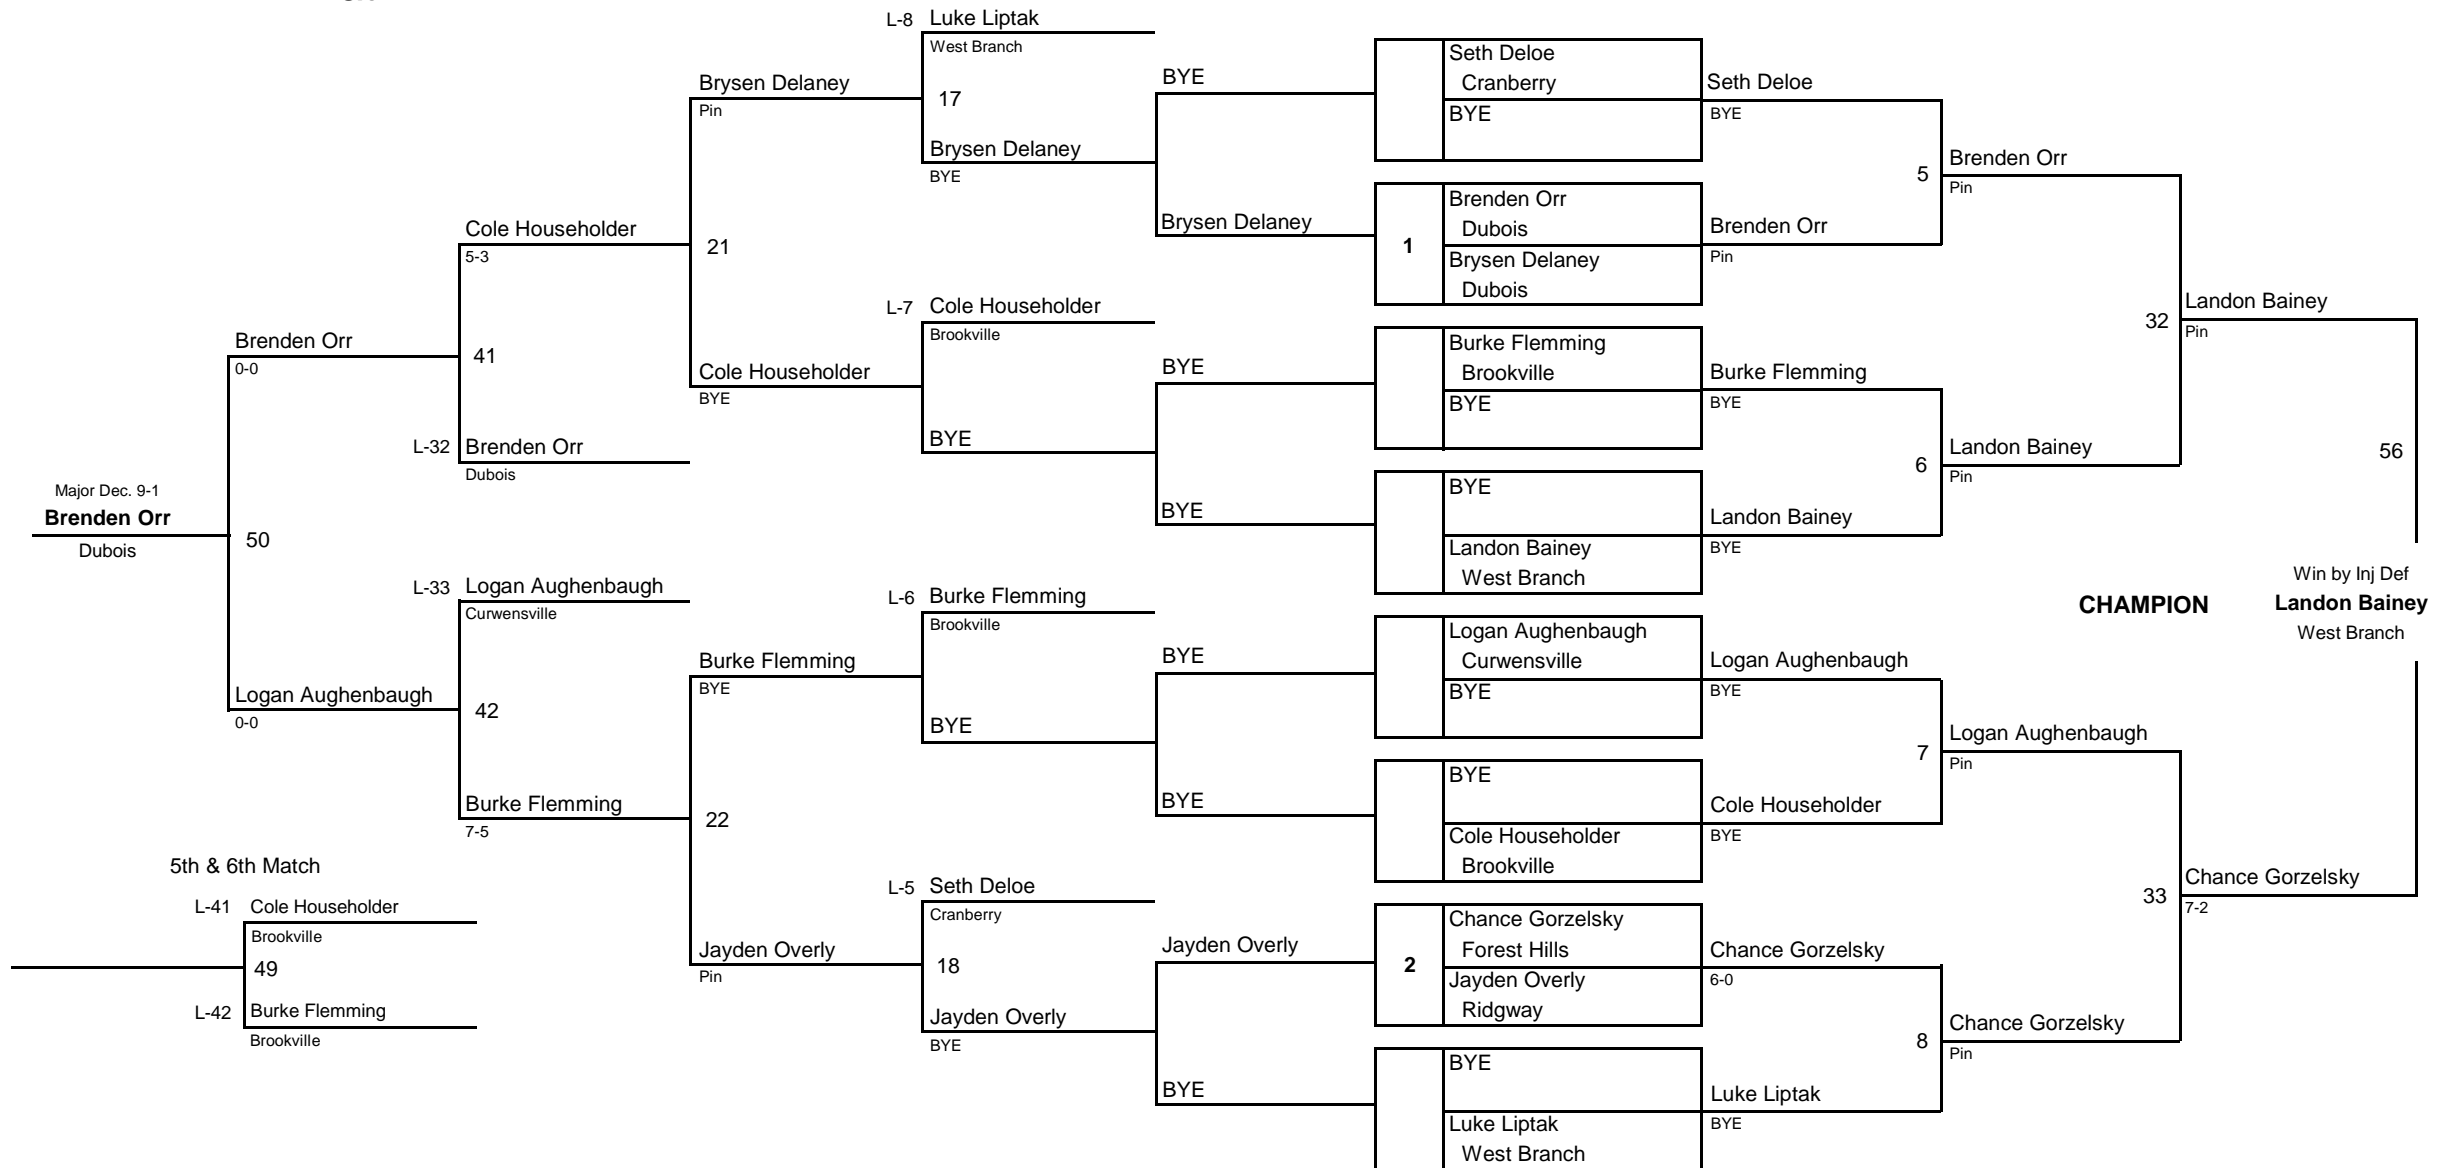 L-8 Luke Liptak
West Branch
17
Brysen Delaney
BYE
Brysen Delaney
Pin
21
Cole Householder
5-3
41
L-32 Brenden Orr
Dubois
Brenden Orr
0-0
L-7 Cole Householder
Brookville
Cole Householder
BYE
BYE
Major Dec. 9-1
Brenden Orr
Dubois
50
L-33 Logan Aughenbaugh
Curwensville
Logan Aughenbaugh
0-0
42
L-6 Burke Flemming
Brookville
Burke Flemming
BYE
BYE
Burke Flemming
7-5
22
5th & 6th Match
L-41 Cole Householder
Brookville
49
L-42 Burke Flemming
Brookville
L-5 Seth Deloe
Cranberry
18
Jayden Overly
Pin
Jayden Overly
BYE
BYE
Brysen Delaney
BYE
BYE
BYE
BYE
Jayden Overly
BYE
Seth Deloe
Cranberry
BYE
1
Brenden Orr
Dubois
Brysen Delaney
Dubois
Burke Flemming
Brookville
BYE
BYE
Landon Bainey
West Branch
Logan Aughenbaugh
Curwensville
BYE
BYE
Cole Householder
Brookville
2
Chance Gorzelsky
Forest Hills
Jayden Overly
Ridgway
BYE
Luke Liptak
West Branch
Seth Deloe
BYE
5
Brenden Orr
Pin
Burke Flemming
BYE
6
Landon Bainey
BYE
Logan Aughenbaugh
BYE
7
Cole Householder
BYE
Chance Gorzelsky
6-0
8
Luke Liptak
BYE
Brenden Orr
Pin
32
Landon Bainey
Pin
Logan Aughenbaugh
Pin
33
Chance Gorzelsky
Pin
Landon Bainey
Pin
56
CHAMPION
Win by Inj Def
Landon Bainey
West Branch
Chance Gorzelsky
7-2